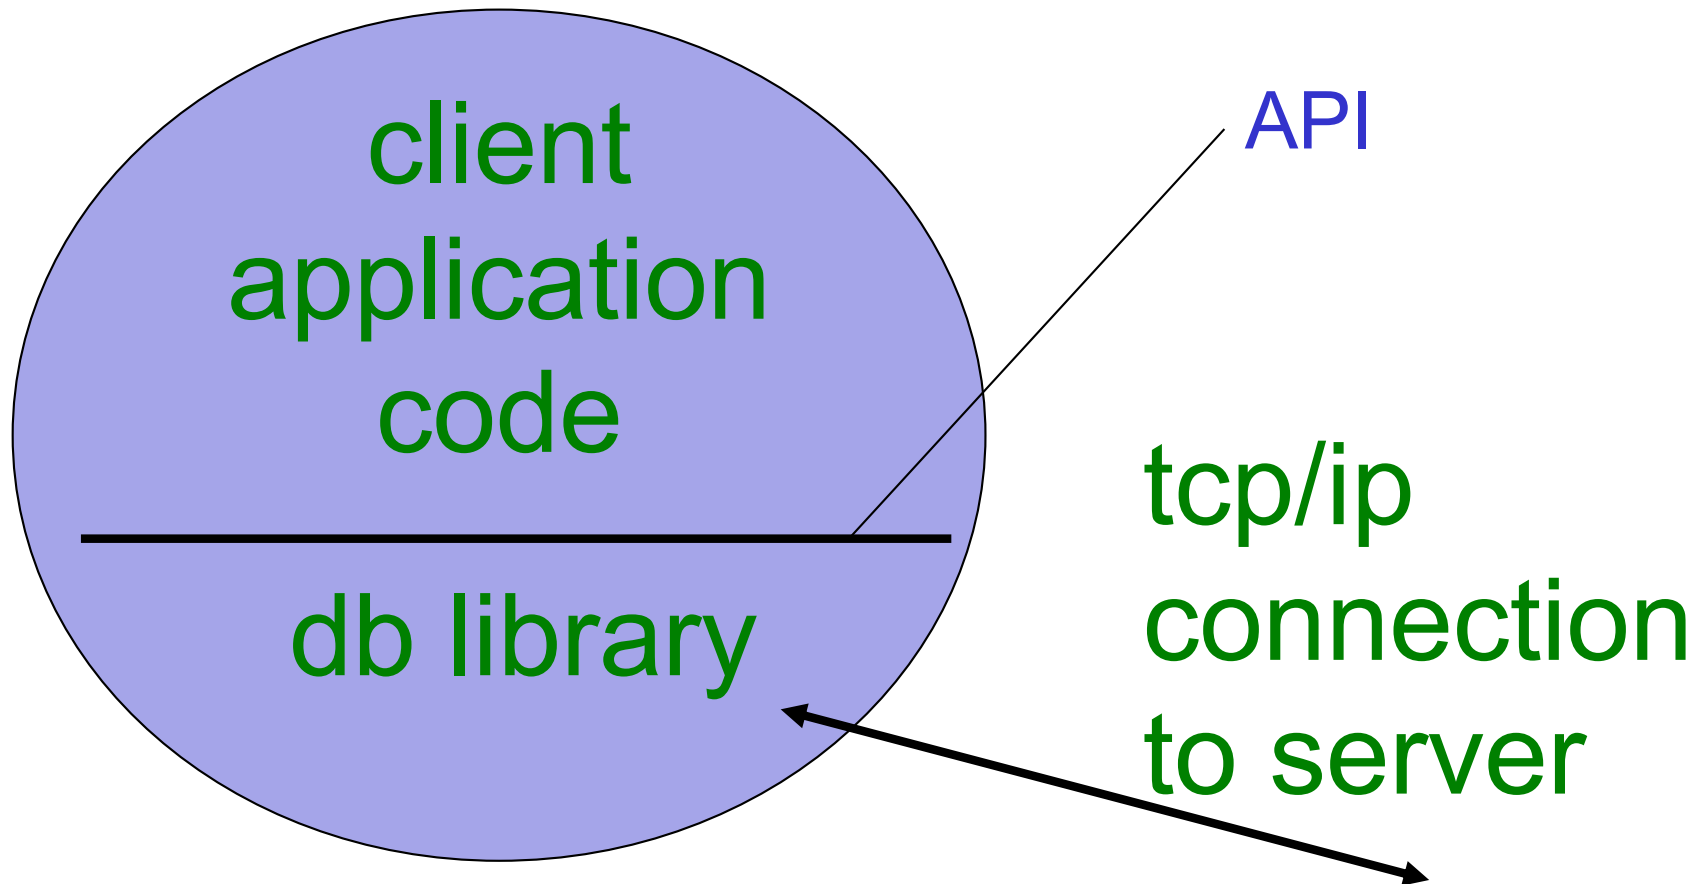 client
application
code
db library
API
tcp/ip
connection
to server